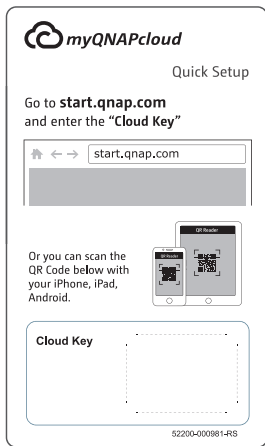 myQNAPcloud
Quick Setup
Go to start.qnap.com
and enter the “Cloud Key”
start.qnap.com
Or you can scan the
QR Code below with
your iPhone, iPad,
Android.
QR Reader
QR Reader
Cloud Key
52200-000981-RS